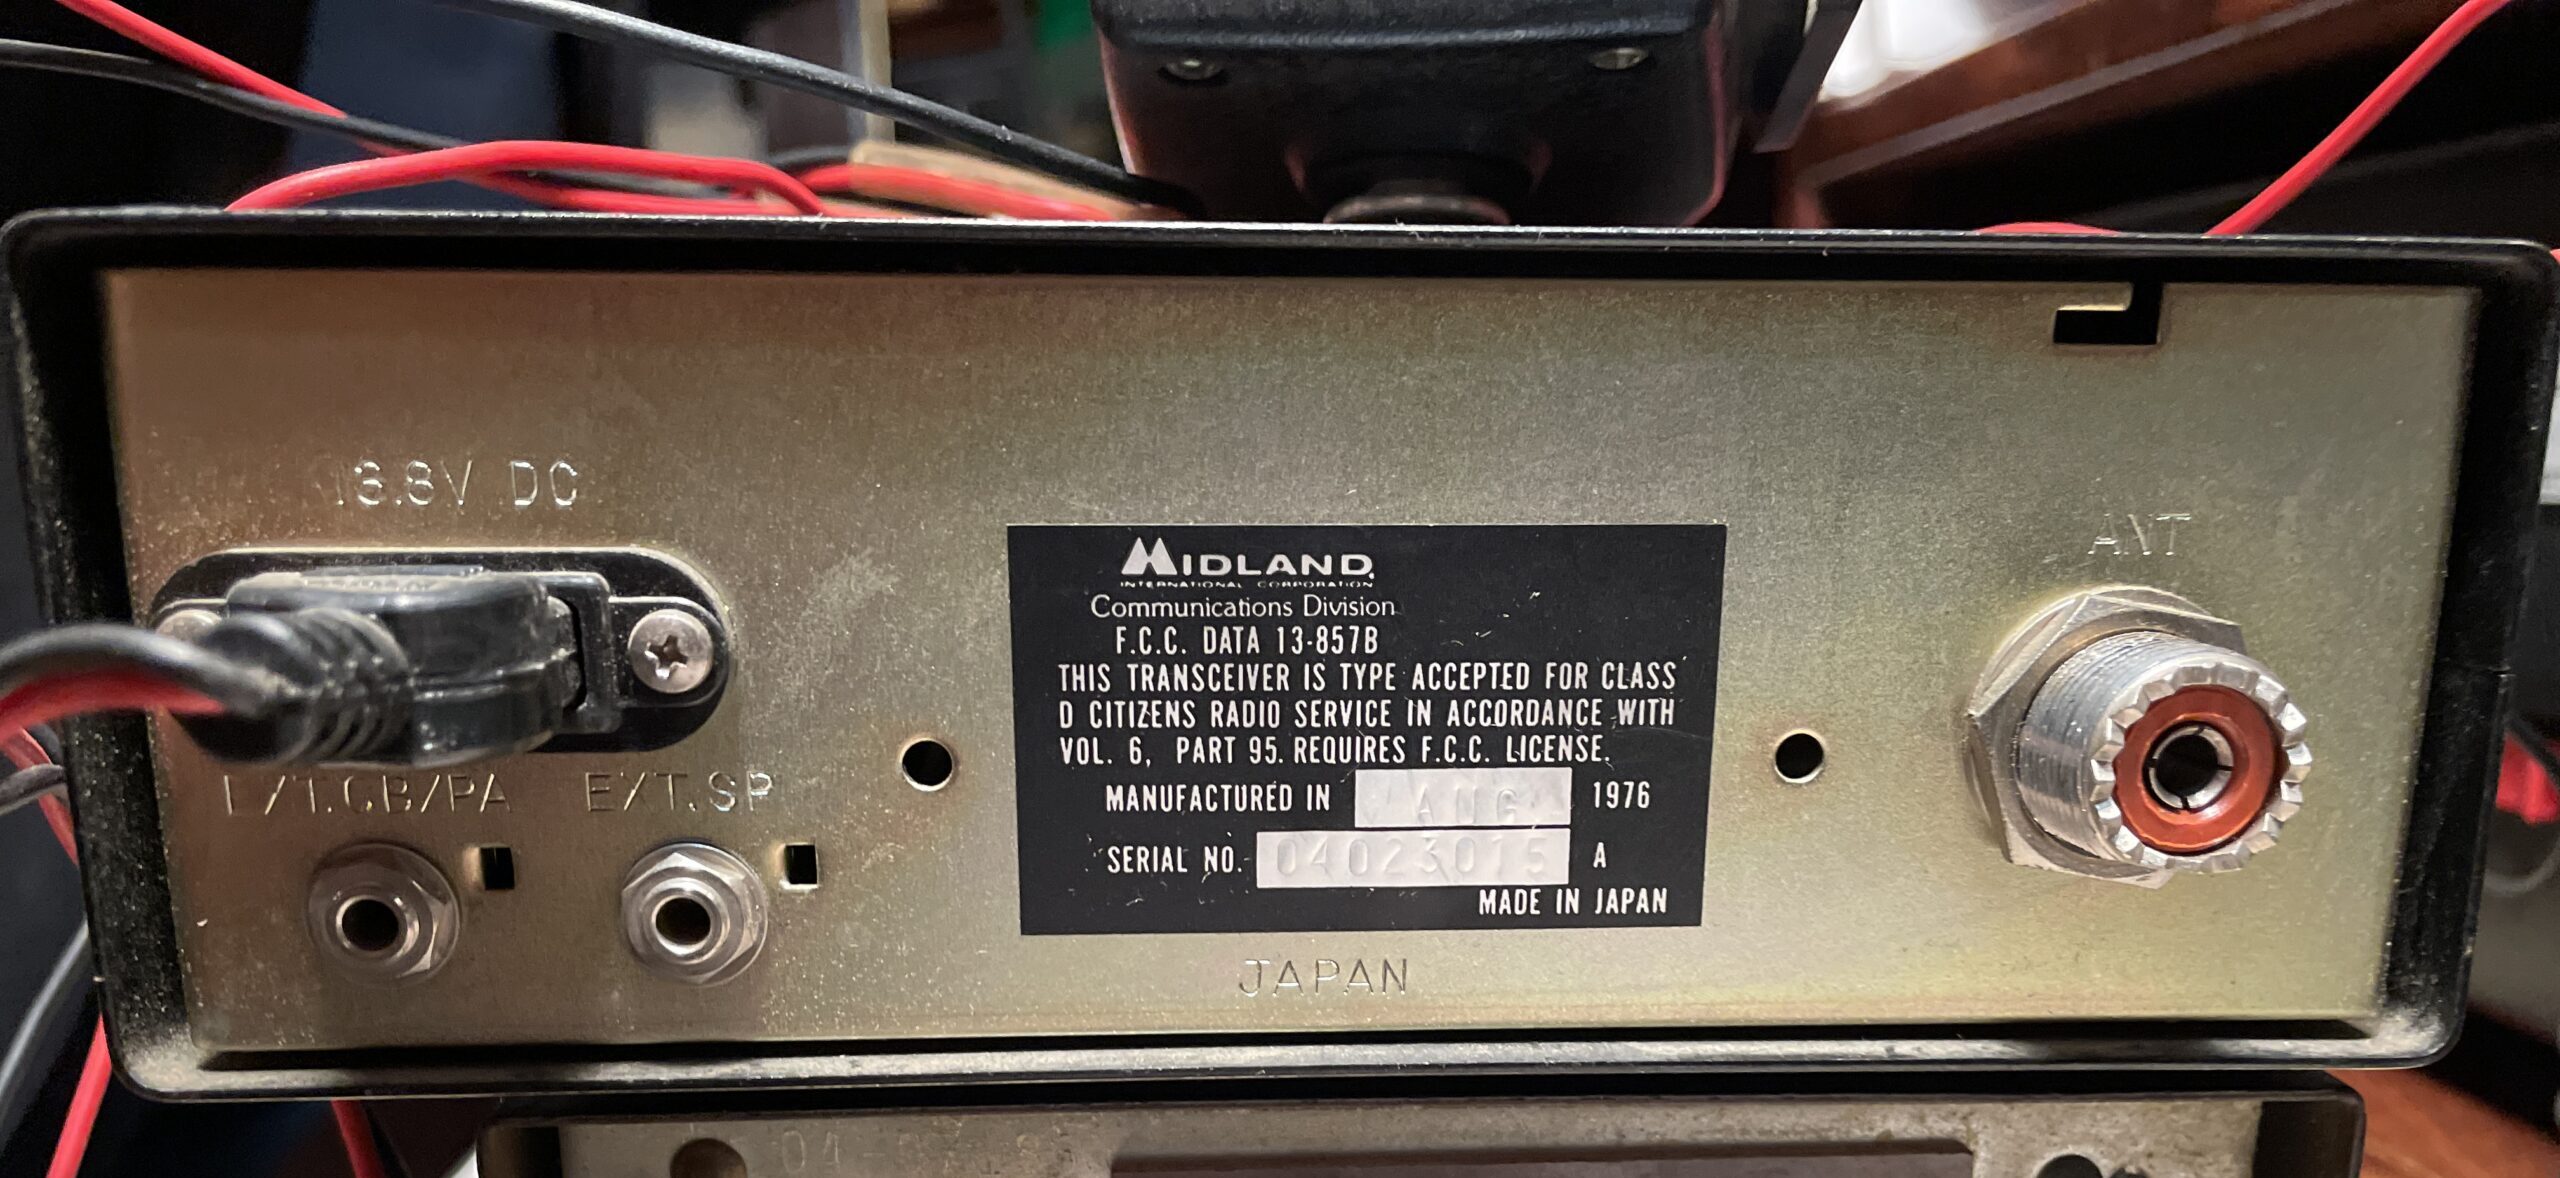 13.8V DC
ANT
MIDLAND
INTERNATIONAL CORPORATION
Communications Division
F.C.C. DATA 13-857B
THIS TRANSCEIVER IS TYPE ACCEPTED FOR CLASS
D CITIZENS RADIO SERVICE IN ACCORDANCE WITH
VOL. 6, PART 95. REQUIRES F.C.C. LICENSE.
MANUFACTURED IN AUG 1976
SERIAL NO. 04023015 A
MADE IN JAPAN
EXT.CB/PA EXT.SP
JAPAN